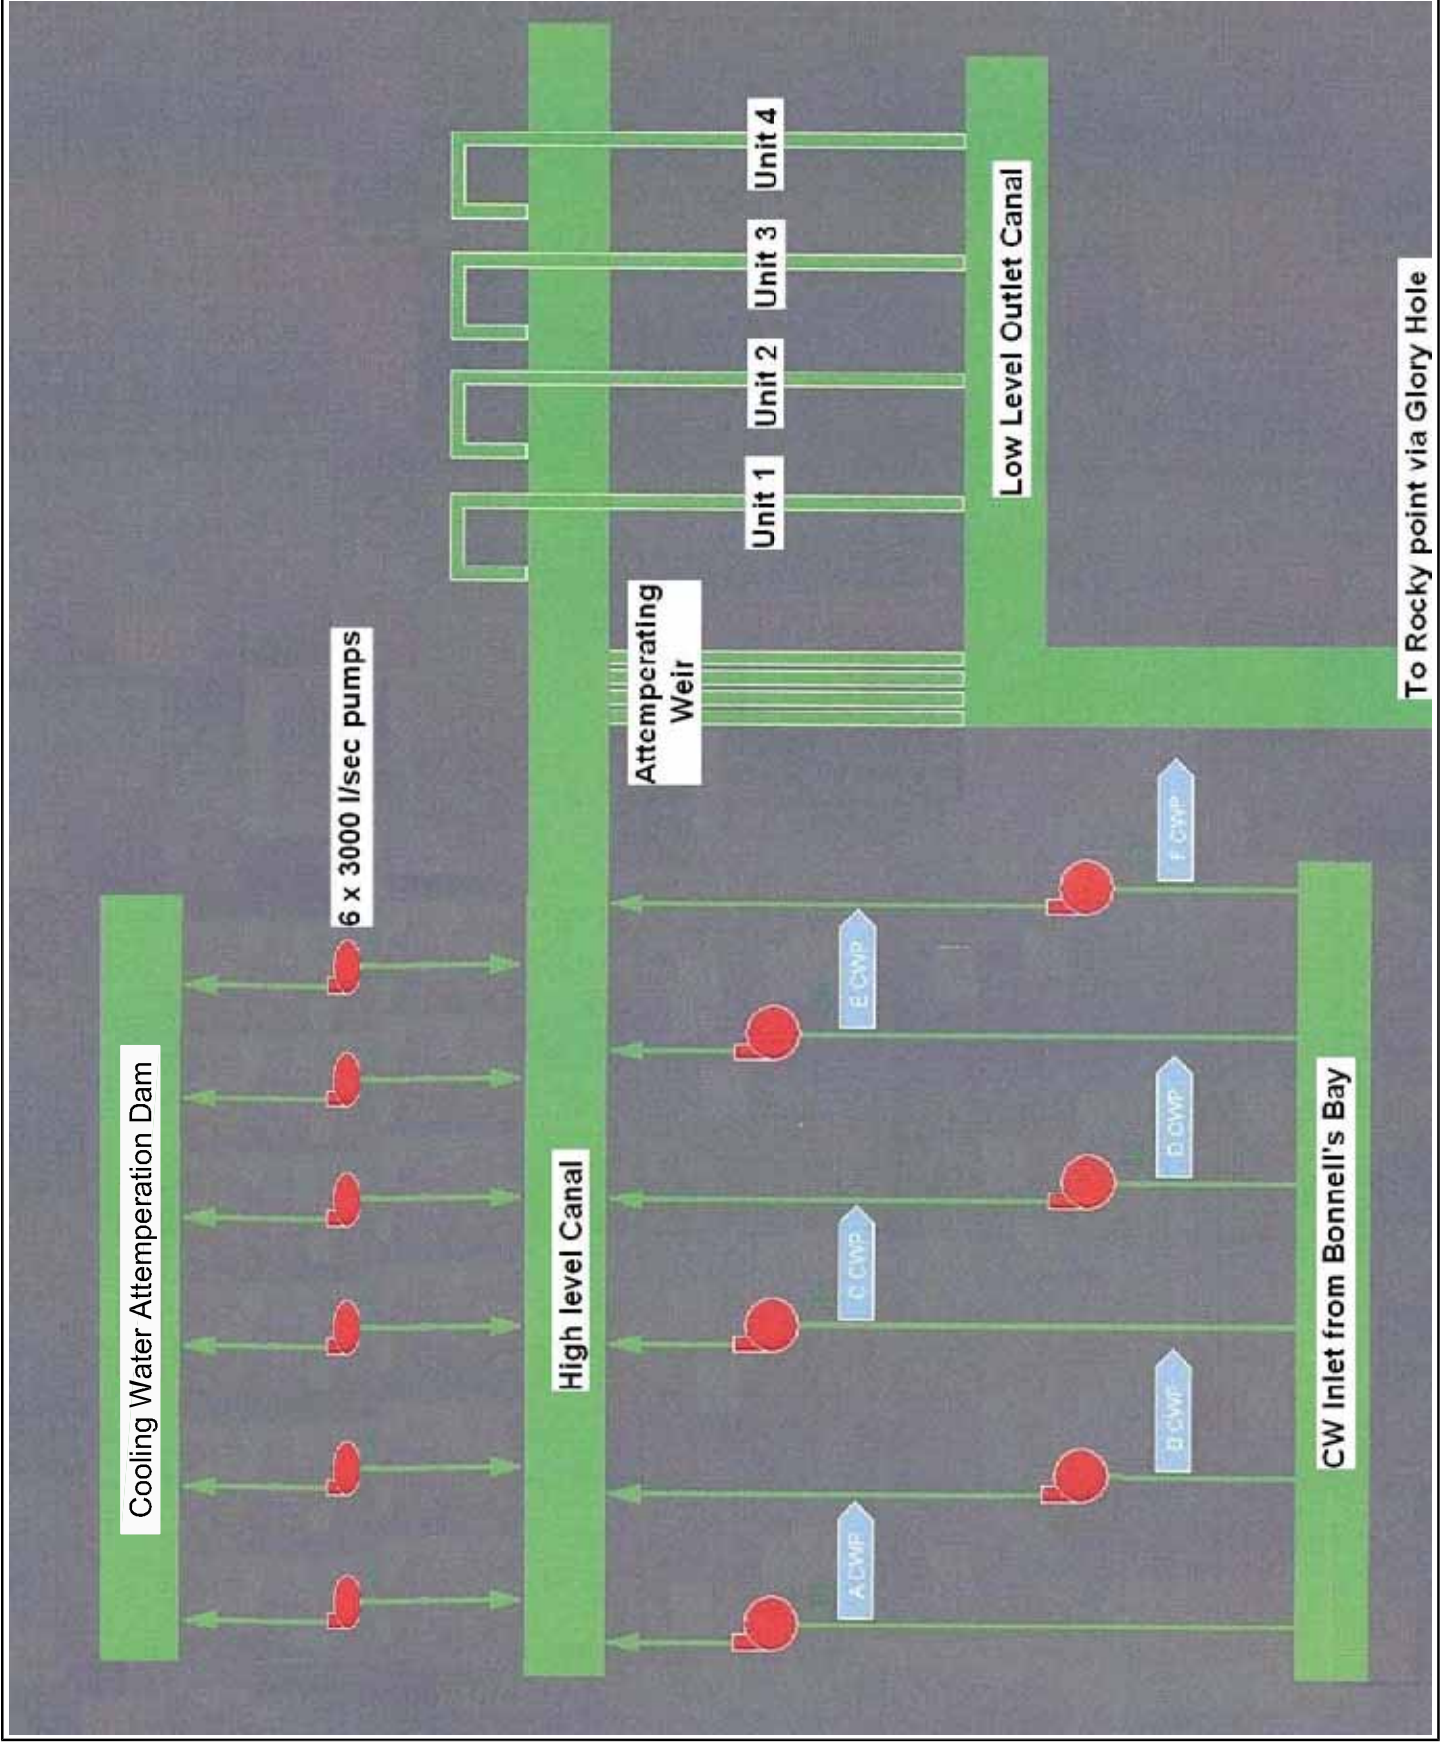 Cooling Water Attemperation Dam
6 x 3000 l/sec pumps
High level Canal
Attemperating
Weir
Unit 1
Unit 2
Unit 3
Unit 4
A CWP
C CWP
E CWP
Low Level Outlet Canal
B CWP
D CWP
F CWP
CW Inlet from Bonnell's Bay
To Rocky point via Glory Hole